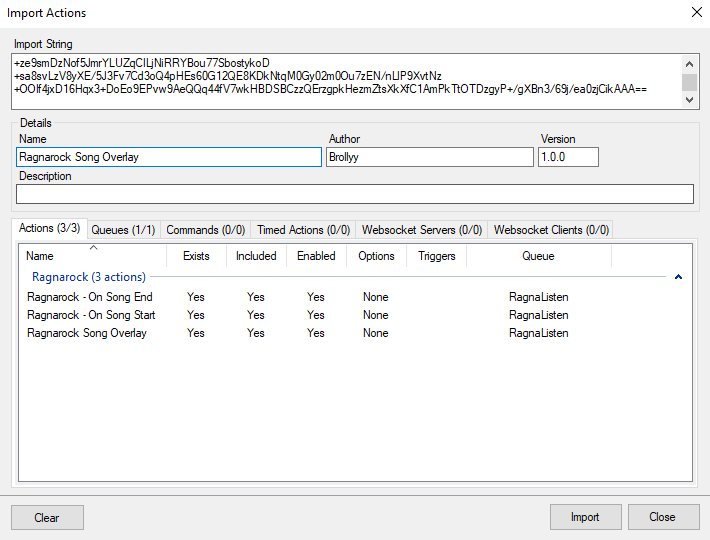 Import Actions
Import String
+ze9smDzNof5JmrYLUZqCILjNiRRYBou77SbostykoD
+sa8svLzV8yXE/5J3Fv7Cd3oQ4pHEs60G12QE8KDkNtqM0Gy02m0Ou7zEN/nLIP9XvtNz
+OOIf4jxD16Hqx3+DoEo9EPvw9AeQQq44fV7wkHBDSBCzzQErzgpkHezmZtsXkXfC1AmPkTtOTDzgyP+/gXBn3/69j/ea0zjCikAAA==
Details
Name Author Version
Ragnarock Song Overlay Brollyy 1.0.0
Description
Actions (3/3) Queues (1/1) Commands (0/0) Timed Actions (0/0) Websocket Servers (0/0) Websocket Clients (0/0)
Name Exists Included Enabled Options Triggers Queue
Ragnarock (3 actions)
Ragnarock - On Song End Yes Yes Yes None RagnaListen
Ragnarock - On Song Start Yes Yes Yes None RagnaListen
Ragnarock Song Overlay Yes Yes Yes None RagnaListen
Clear Import Close